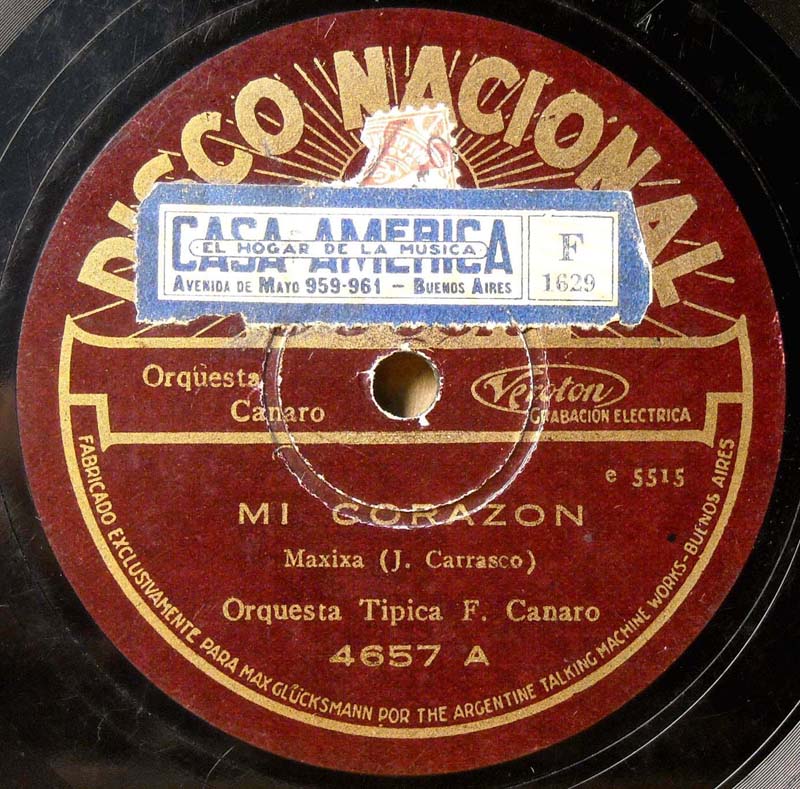 DISCO NACIONAL
CASA AMERICA
EL HOGAR DE LA MUSICA
AVENIDA DE MAYO 959-961 – BUENOS AIRES
F
1629
Orquesta
Canaro
Veroton
GRABACIÓN ELECTRICA
e 5515
MI CORAZON
Maxixa (J. Carrasco)
Orquesta Tipica F. Canaro
4657 A
FABRICADO EXCLUSIVAMENTE PARA MAX GLÜCKSMANN POR THE ARGENTINE TALKING MACHINE WORKS-BUENOS AIRES